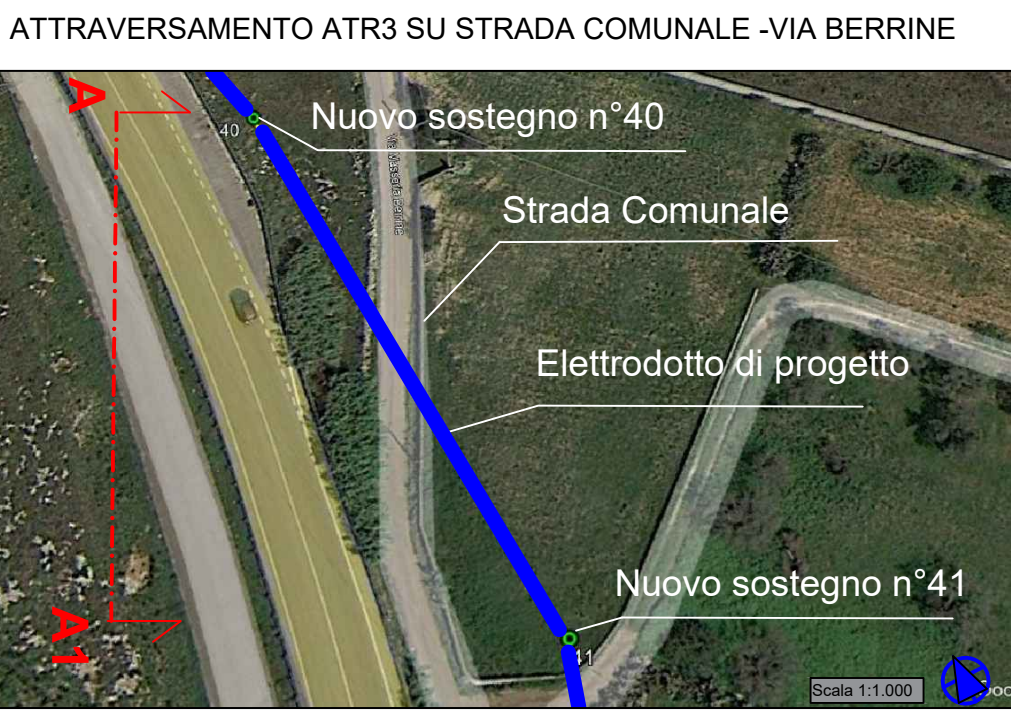 ATTRAVERSAMENTO ATR3 SU STRADA COMUNALE -VIA BERRINE
A
40
Nuovo sostegno n°40
Strada Comunale
Elettrodotto di progetto
Nuovo sostegno n°41
41
A1
Scala 1:1.000